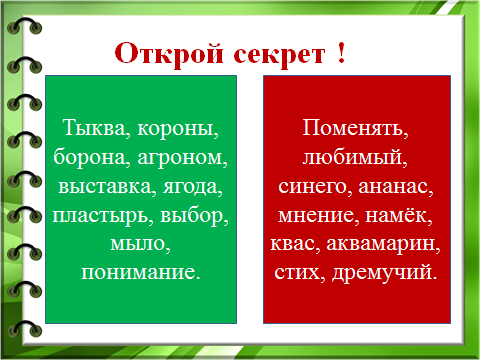 Открой секрет !
Тыква, короны,
борона, агроном,
выставка, ягода,
пластырь, выбор,
мыло,
понимание.
Поменять,
любимый,
синего, ананас,
мнение, намёк,
квас, аквамарин,
стих, дремучий.